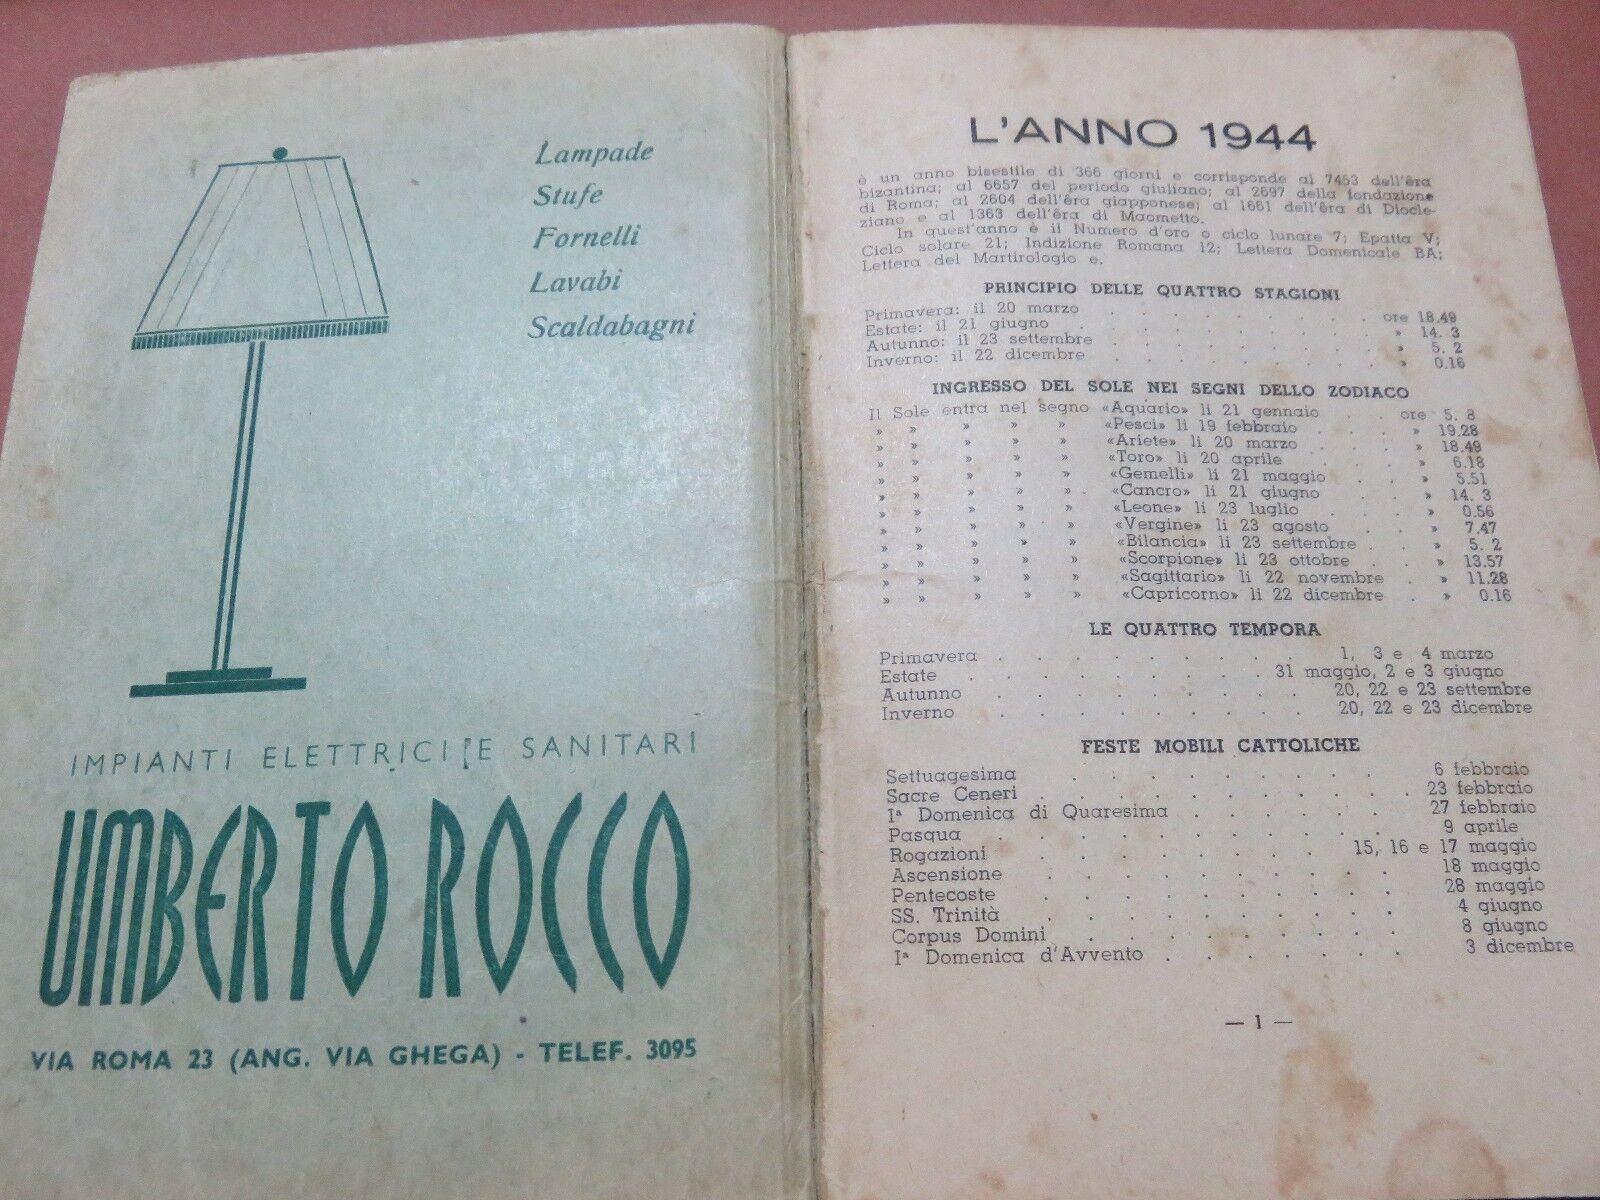 Lampade
Stufe
Fornelli
Lavabi
Scaldabagni
IMPIANTI ELETTRICI E SANITARI
UMBERTO ROCCO
VIA ROMA 23 (ANG. VIA GHEGA) - TELEF. 3095
L'ANNO 1944
è un anno bisestile di 366 giorni e corrisponde al 7453 dell'êra
bizantina; al 6657 del periodo giuliano; al 2697 della fondazione
di Roma; al 2604 dell'êra giapponese; al 1661 dell'êra di Diocle-
ziano e al 1363 dell'êra di Maometto.
In quest'anno è il Numero d'oro o ciclo lunare 7; Epatta V;
Ciclo solare 21; Indizione Romana 12; Lettera Domenicale BA;
Lettera del Martirologio e.
PRINCIPIO DELLE QUATTRO STAGIONI
Primavera: il 20 marzo . . . . . . . . ore 18.49
Estate: il 21 giugno . . . . . . . . » 14. 3
Autunno: il 23 settembre . . . . . . . . » 5. 2
Inverno: il 22 dicembre . . . . . . . . » 0.16
INGRESSO DEL SOLE NEI SEGNI DELLO ZODIACO
Il Sole entra nel segno «Aquario» li 21 gennaio . . ore 5. 8
» » » » » «Pesci» li 19 febbraio . . . » 19.28
» » » » » «Ariete» li 20 marzo . . . » 18.49
» » » » » «Toro» li 20 aprile . . . » 6.18
» » » » » «Gemelli» li 21 maggio . . » 5.51
» » » » » «Cancro» li 21 giugno . . . » 14. 3
» » » » » «Leone» li 23 luglio . . . » 0.56
» » » » » «Vergine» li 23 agosto . . . » 7.47
» » » » » «Bilancia» li 23 settembre . . » 5. 2
» » » » » «Scorpione» li 23 ottobre . . » 13.57
» » » » » «Sagittario» li 22 novembre . » 11.28
» » » » » «Capricorno» li 22 dicembre . » 0.16
LE QUATTRO TEMPORA
Primavera . . . . . . . . . 1, 3 e 4 marzo
Estate . . . . . . . . . 31 maggio, 2 e 3 giugno
Autunno . . . . . . . . . 20, 22 e 23 settembre
Inverno . . . . . . . . . 20, 22 e 23 dicembre
FESTE MOBILI CATTOLICHE
Settuagesima . . . . . . . . . 6 febbraio
Sacre Ceneri . . . . . . . . . . 23 febbraio
Iª Domenica di Quaresima . . . . . . 27 febbraio
Pasqua . . . . . . . . . . 9 aprile
Rogazioni . . . . . . . . 15, 16 e 17 maggio
Ascensione . . . . . . . . . 18 maggio
Pentecoste . . . . . . . . . 28 maggio
SS. Trinità . . . . . . . . . 4 giugno
Corpus Domini . . . . . . . . 8 giugno
Iª Domenica d'Avvento . . . . . . . 3 dicembre
— 1 —